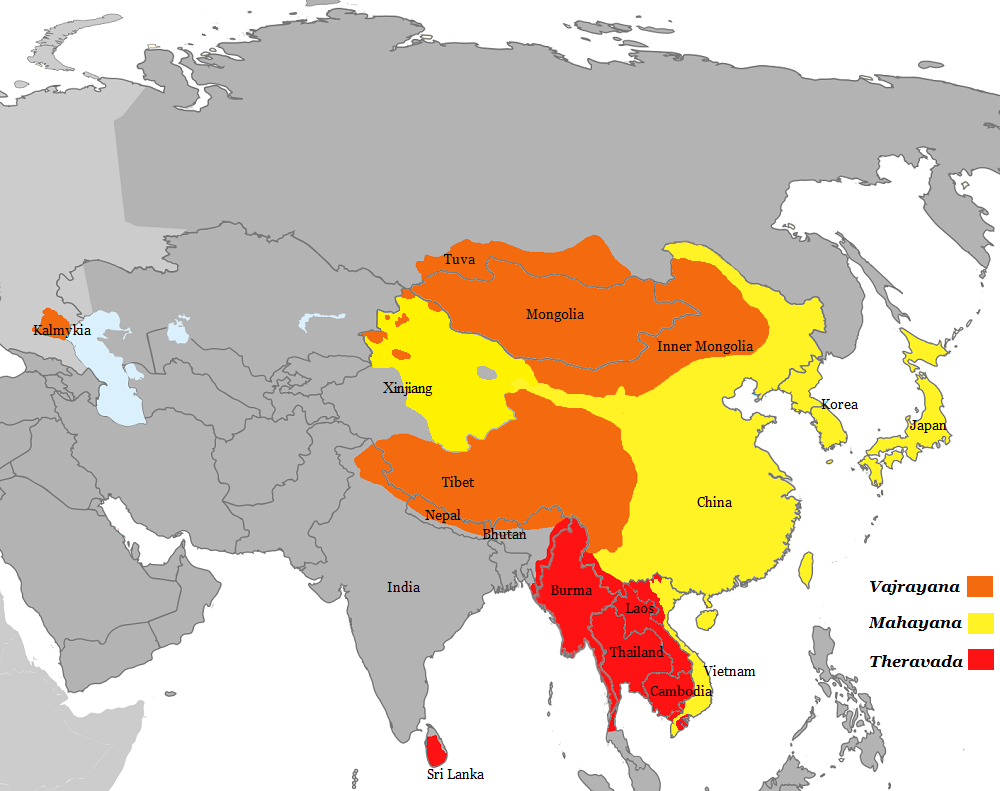 Tuva
Mongolia
Kalmykia
Inner Mongolia
Xinjiang
Korea
Japan
Tibet
China
Nepal
Bhutan
India
Burma
Laos
Thailand
Vietnam
Cambodia
Sri Lanka
Vajrayana
Mahayana
Theravada